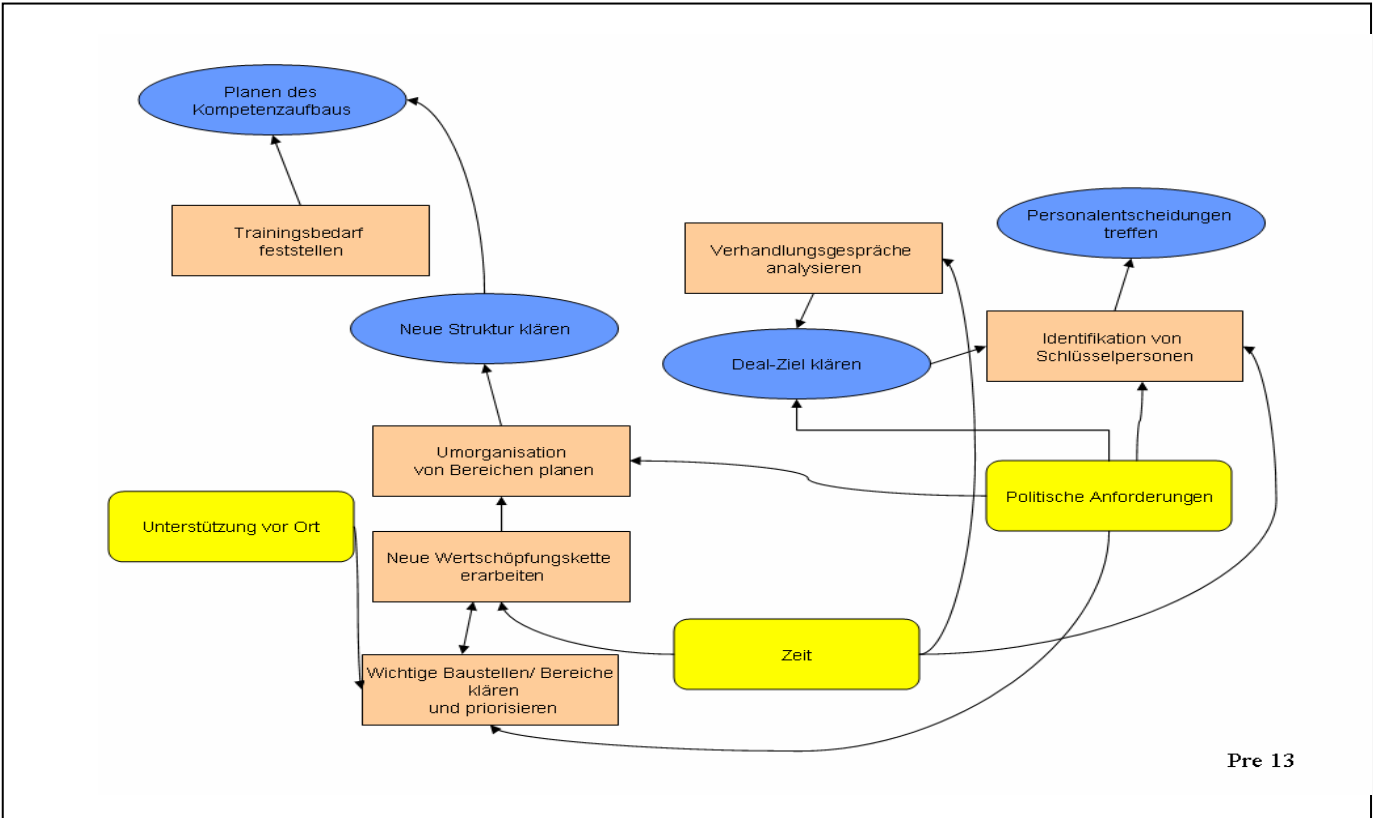 Planen des
Kompetenzaufbaus
Trainingsbedarf
feststellen
Personalentscheidungen
treffen
Verhandlungsgespräche
analysieren
Neue Struktur klären
Deal-Ziel klären
Identifikation von
Schlüsselpersonen
Umorganisation
von Bereichen planen
Politische Anforderungen
Unterstützung vor Ort
Neue Wertschöpfungskette
erarbeiten
Zeit
Wichtige Baustellen/ Bereiche
klären
und priorisieren
Pre 13